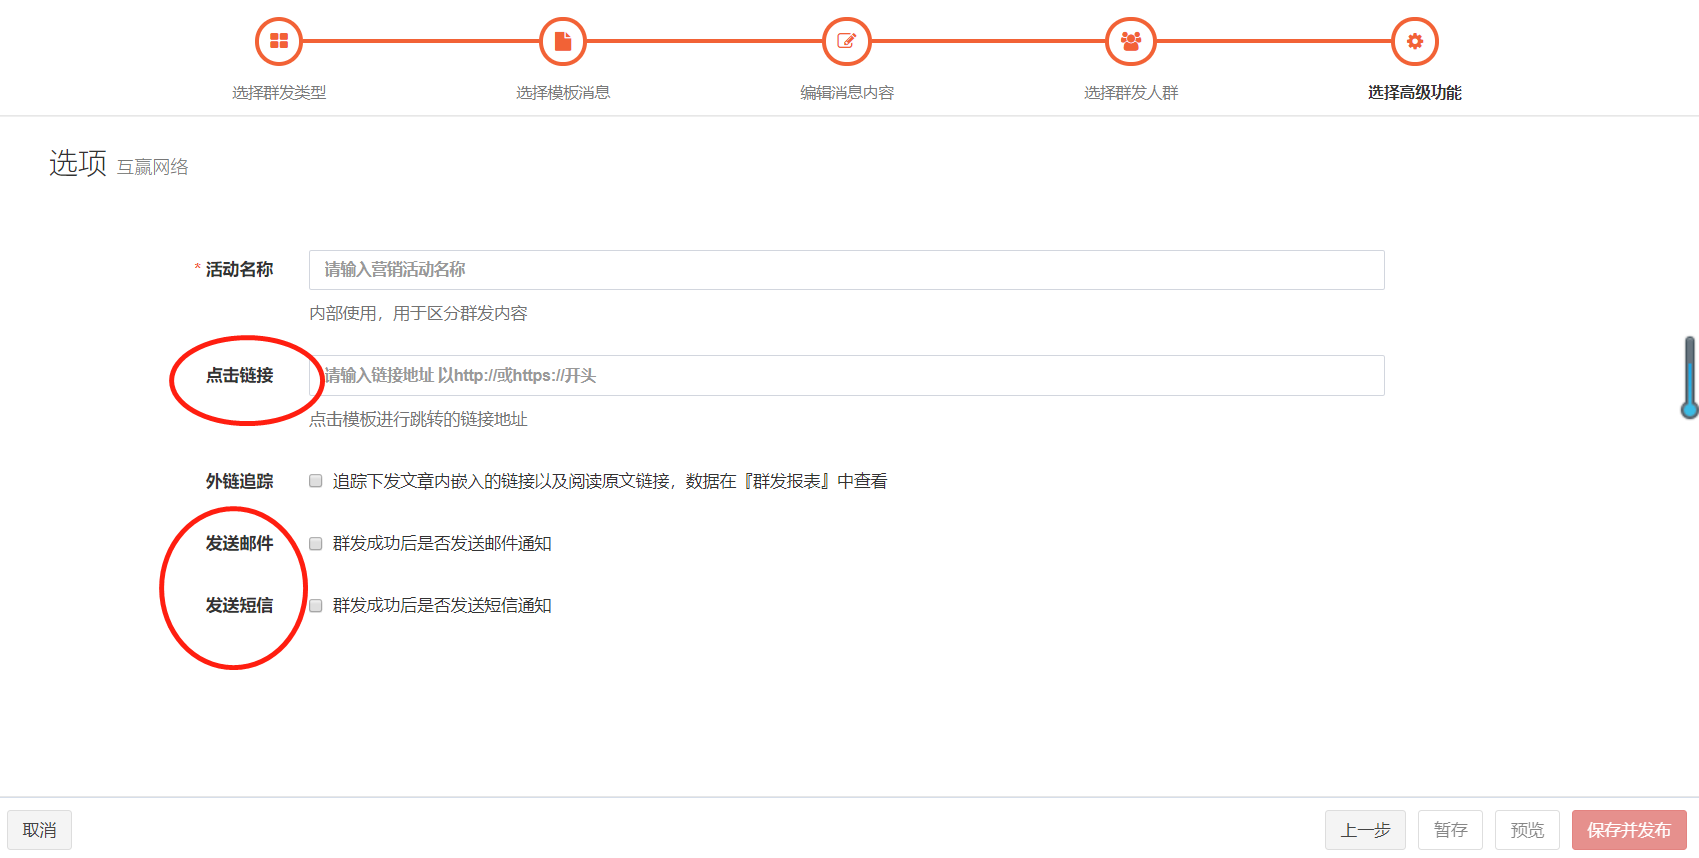 选择群发类型 选择模板消息 编辑消息内容 选择群发人群 选择高级功能
选项 互赢网络
* 活动名称 请输入营销活动名称
内部使用，用于区分群发内容
点击链接 请输入链接地址 以http://或https://开头
点击模板进行跳转的链接地址
外链追踪 追踪下发文章内嵌入的链接以及阅读原文链接，数据在『群发报表』中查看
发送邮件 群发成功后是否发送邮件通知
发送短信 群发成功后是否发送短信通知
取消 上一步 暂存 预览 保存并发布